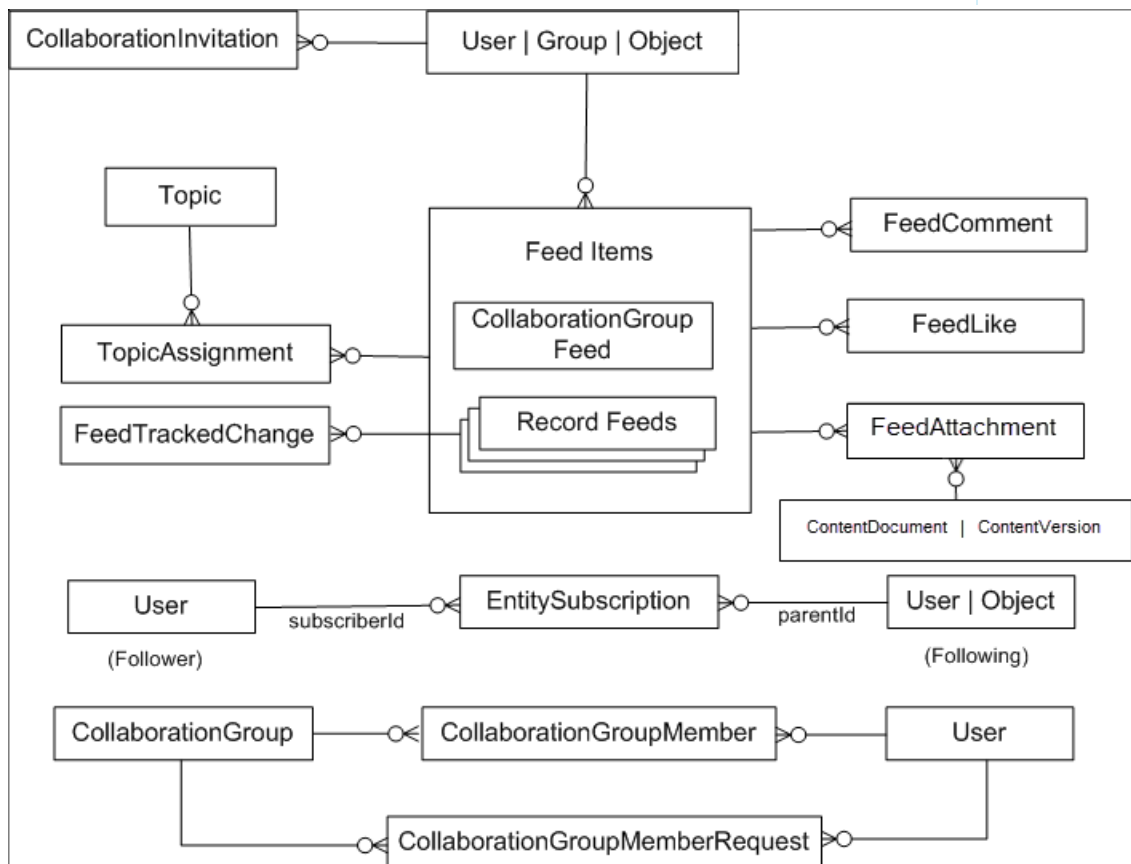 CollaborationInvitation
User | Group | Object
Topic
Feed Items
FeedComment
CollaborationGroup
Feed
FeedLike
TopicAssignment
FeedTrackedChange
Record Feeds
FeedAttachment
ContentDocument | ContentVersion
User
subscriberId
EntitySubscription
parentId
User | Object
(Follower)
(Following)
CollaborationGroup
CollaborationGroupMember
User
CollaborationGroupMemberRequest